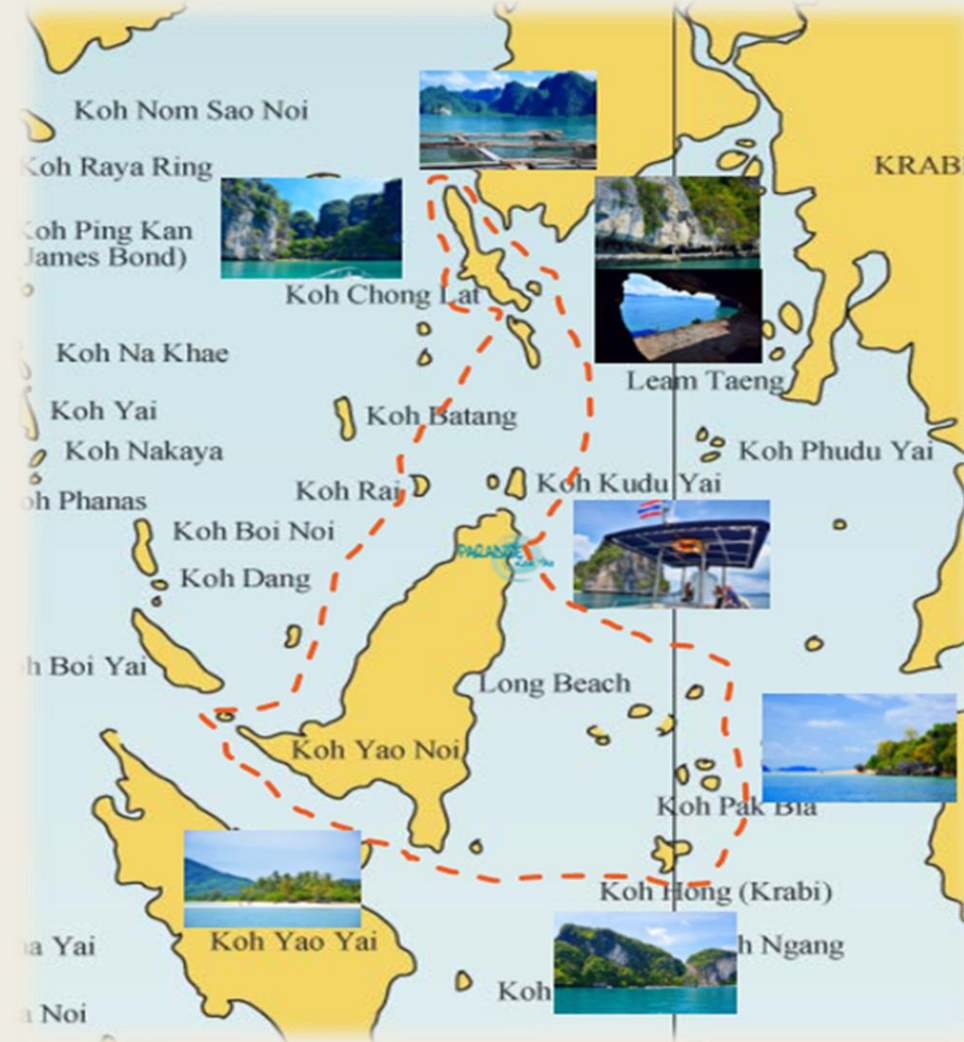 Koh Nom Sao Noi
Koh Raya Ring
KRAB
oh Ping Kan
James Bond)
Koh Chong Lat
Koh Na Khae
Leam Taeng
Koh Yai
Koh Batang
Koh Nakaya
Koh Phudu Yai
Koh Rai
Koh Kudu Yai
oh Phanas
Koh Boi Noi
PARADISE
Koh Dang
h Boi Yai
Long Beach
Koh Yao Noi
Koh Pak Bia
Koh Hong (Krabi)
Koh Yao Yai
a Yai
h Ngang
Koh
Noi